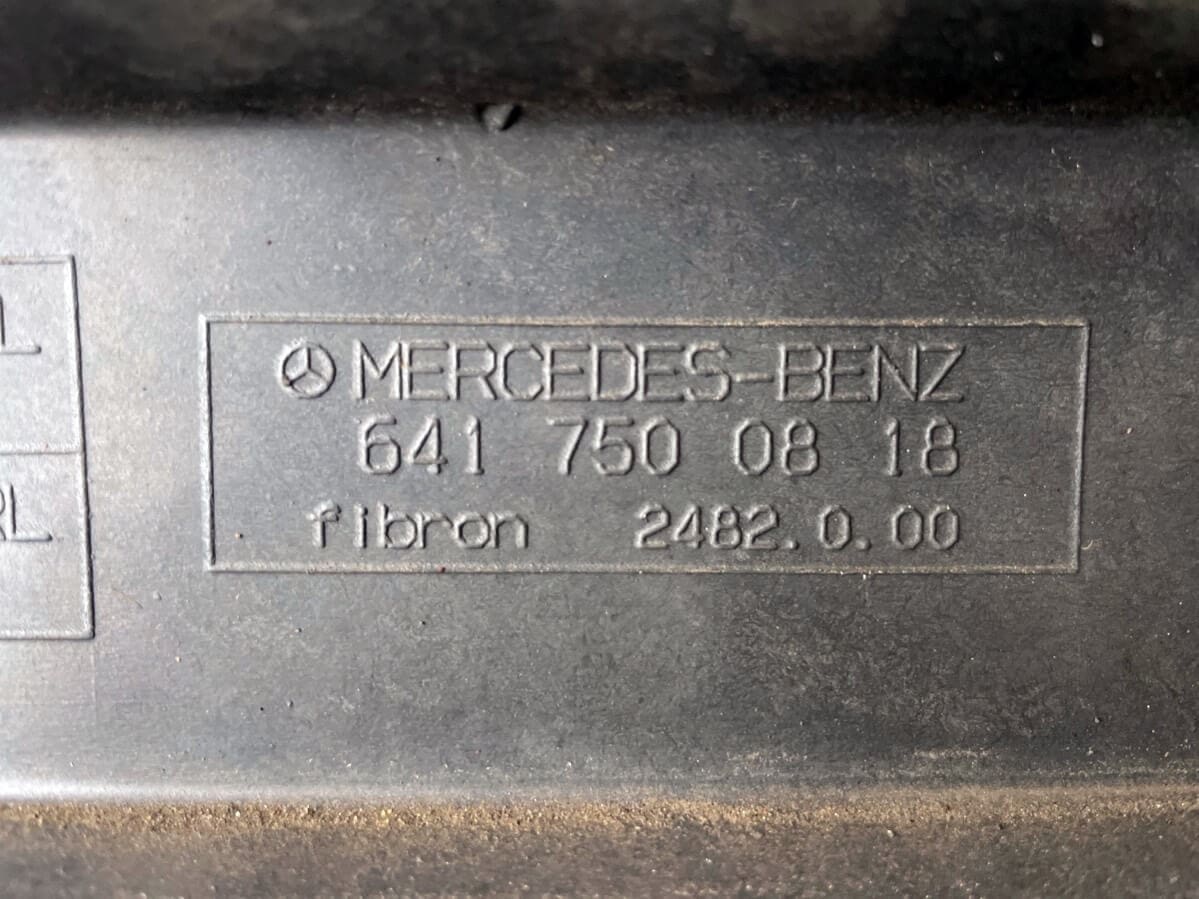 MERCEDES-BENZ
641 750 08 18
fibron 2482.0.00